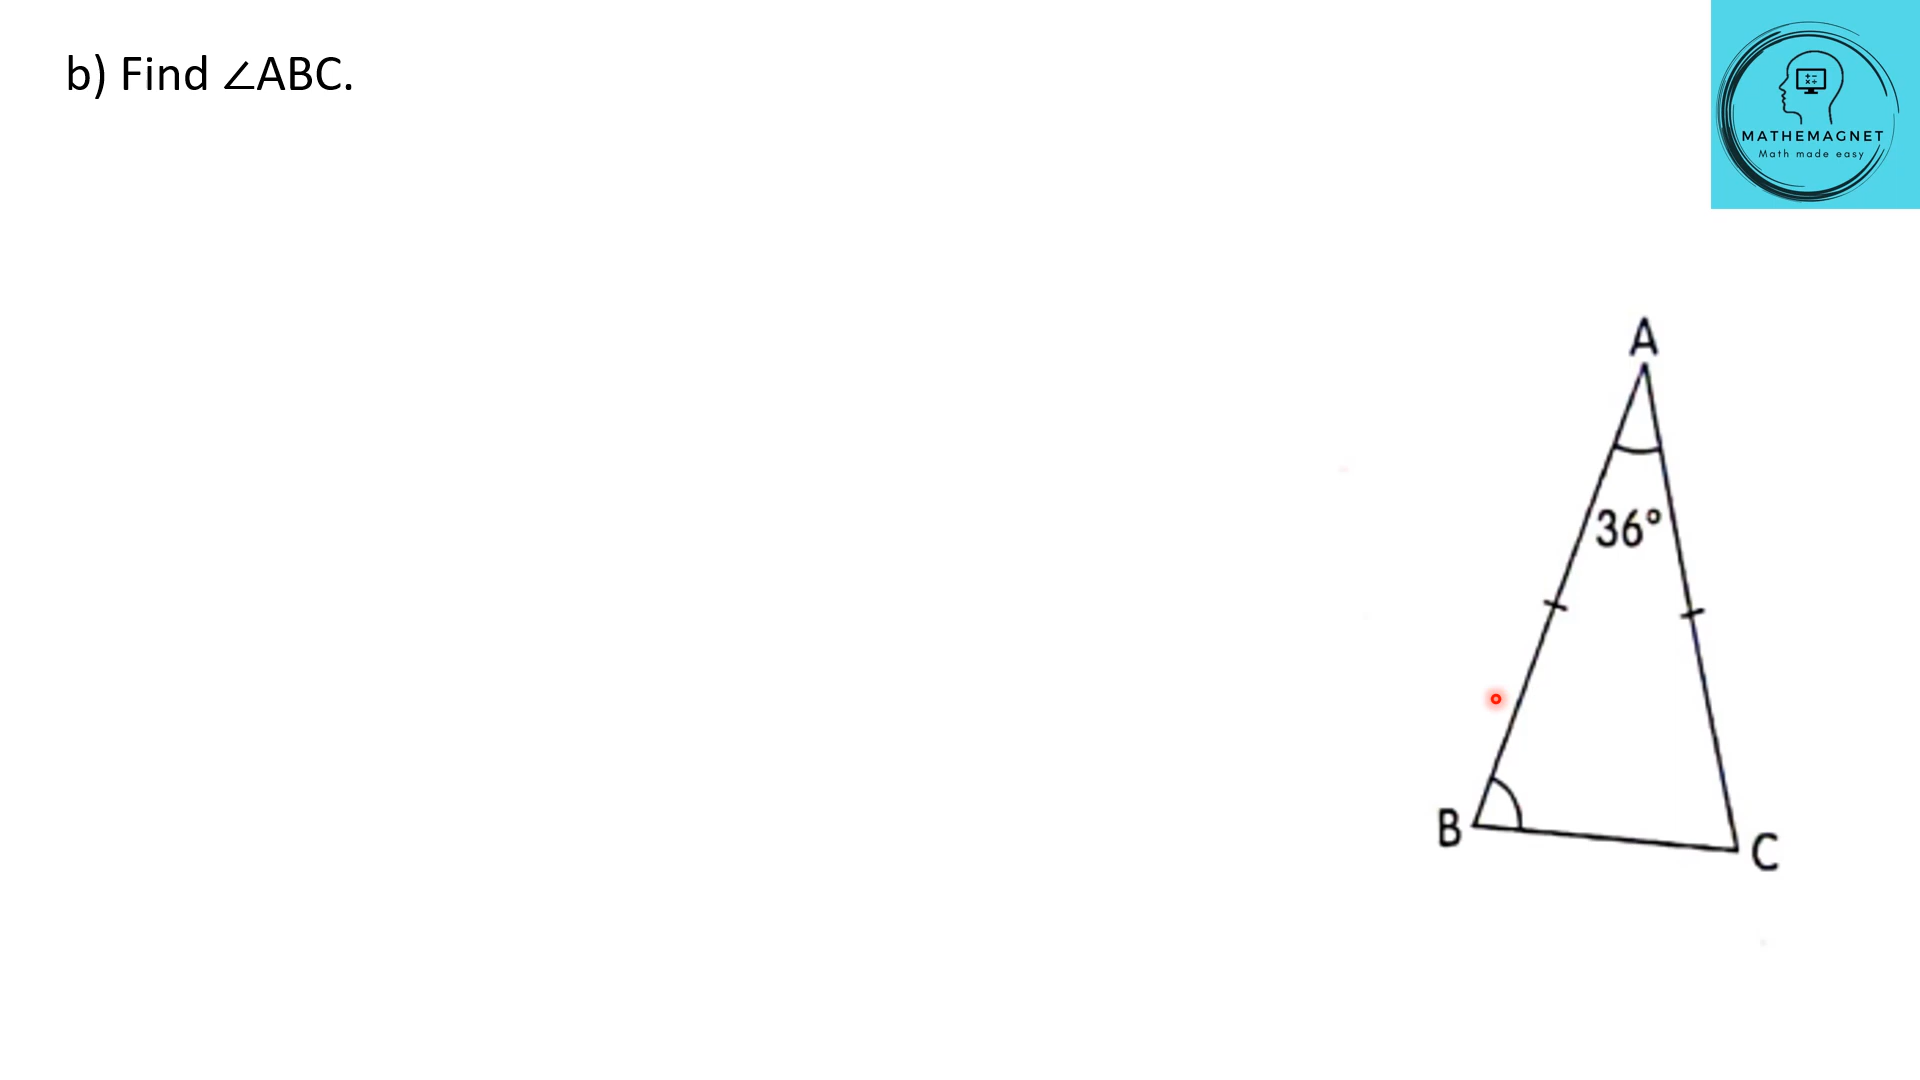 b) Find ∠ABC.
+ −
× ÷
MATHEMAGNET
Math made easy
A
36°
B
C